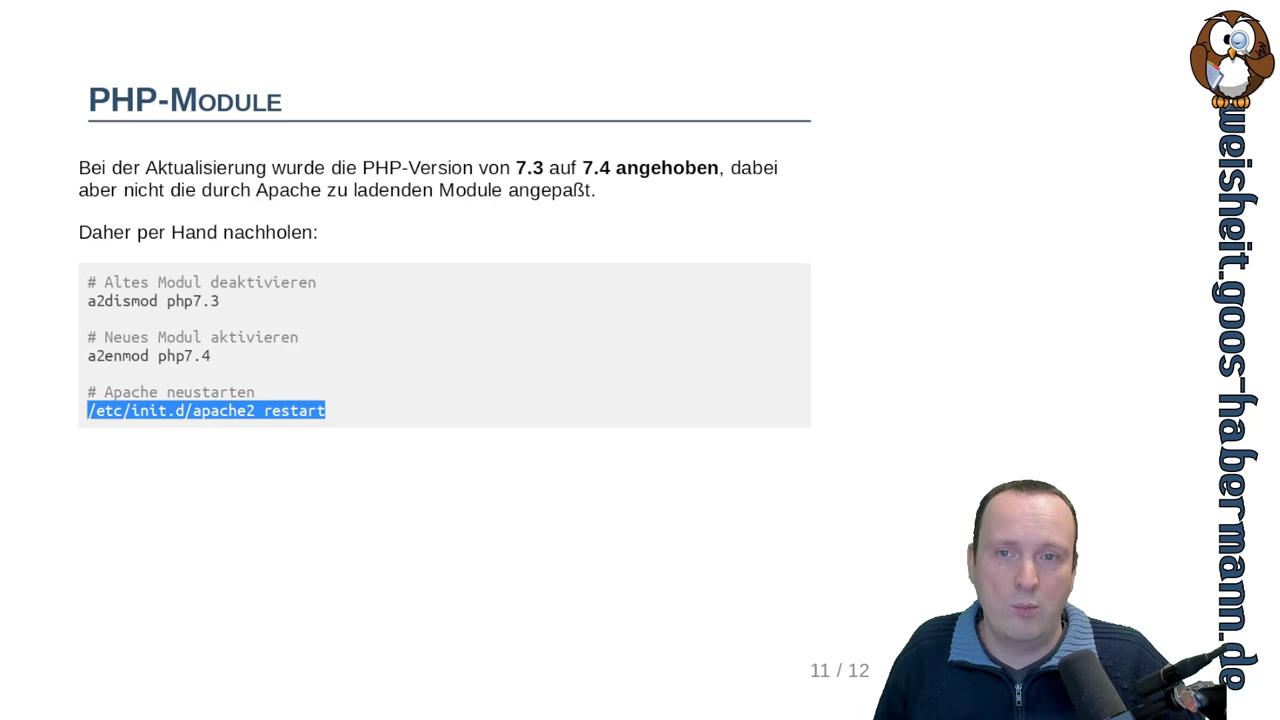 PHP-Module
Bei der Aktualisierung wurde die PHP-Version von 7.3 auf 7.4 angehoben, dabei
aber nicht die durch Apache zu ladenden Module angepaßt.
Daher per Hand nachholen:
# Altes Modul deaktivieren
a2dismod php7.3
# Neues Modul aktivieren
a2enmod php7.4
# Apache neustarten
/etc/init.d/apache2 restart
11 / 12
weisheit.goos-habermann.de